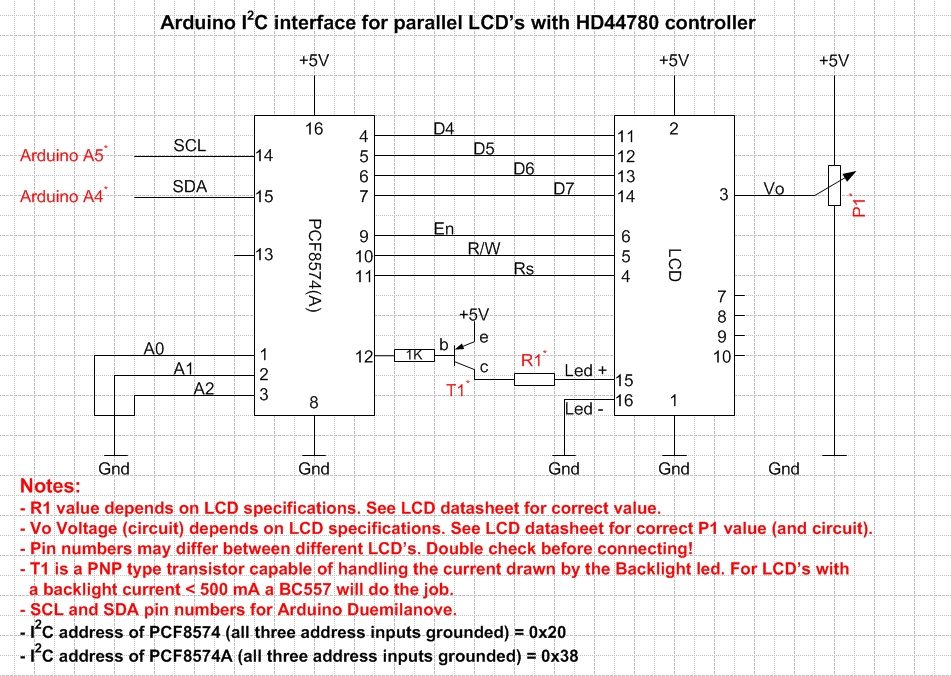 Arduino I2C interface for parallel LCD's with HD44780 controller
+5V +5V +5V
16 2
4 D4 11
SCL
Arduino A5* 14 5 D5 12
6 D6 13
SDA
Arduino A4* 15 7 D7 14 3 Vo P1*
9 En 6
13 10 R/W 5
11 Rs 4
PCF8574(A) LCD
7
8
9
10
+5V
e
A0 1 12 1K b
A1 2 c R1* Led + 15
A2 3 T1* 16
8 Led - 1
Gnd Gnd Gnd Gnd Gnd
Notes:
- R1 value depends on LCD specifications. See LCD datasheet for correct value.
- Vo Voltage (circuit) depends on LCD specifications. See LCD datasheet for correct P1 value (and circuit).
- Pin numbers may differ between different LCD's. Double check before connecting!
- T1 is a PNP type transistor capable of handling the current drawn by the Backlight led. For LCD's with
a backlight current < 500 mA a BC557 will do the job.
- SCL and SDA pin numbers for Arduino Duemilanove.
- I2C address of PCF8574 (all three address inputs grounded) = 0x20
- I2C address of PCF8574A (all three address inputs grounded) = 0x38